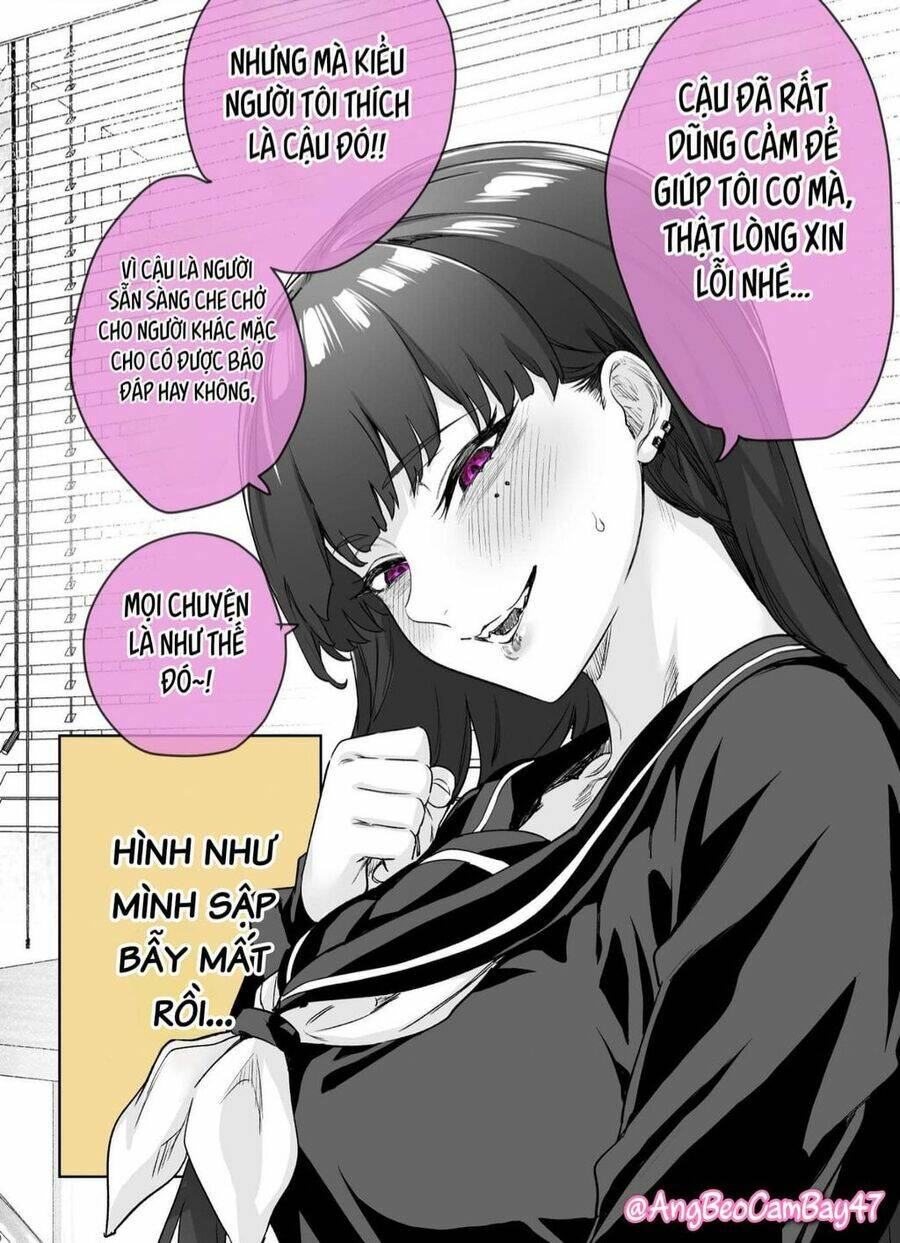 CẬU ĐÃ RẤT
DŨNG CẢM ĐỂ
GIÚP TÔI CƠ MÀ,
THẬT LÒNG XIN
LỖI NHÉ...
NHƯNG MÀ KIỂU
NGƯỜI TÔI THÍCH
LÀ CẬU ĐÓ!!
VÌ CẬU LÀ NGƯỜI
SẴN SÀNG CHE CHỞ
CHO NGƯỜI KHÁC MẶC
CHO CÓ ĐƯỢC BÁO
ĐÁP HAY KHÔNG,
MỌI CHUYỆN
LÀ NHƯ THẾ
ĐÓ~!
HÌNH NHƯ
MÌNH SẬP
BẪY MẤT
RỒI...
@AngBeoCamBay47